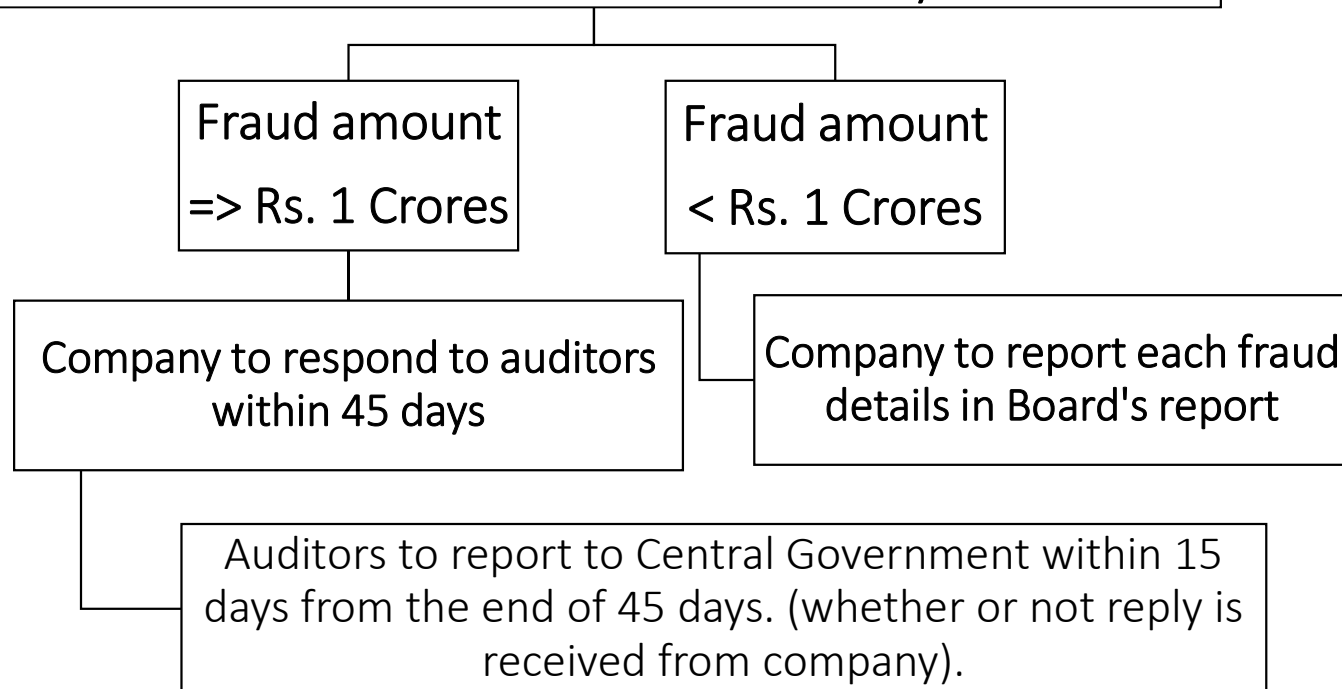 Fraud amount
=> Rs. 1 Crores
Fraud amount
< Rs. 1 Crores
Company to respond to auditors
within 45 days
Company to report each fraud
details in Board's report
Auditors to report to Central Government within 15
days from the end of 45 days. (whether or not reply is
received from company).